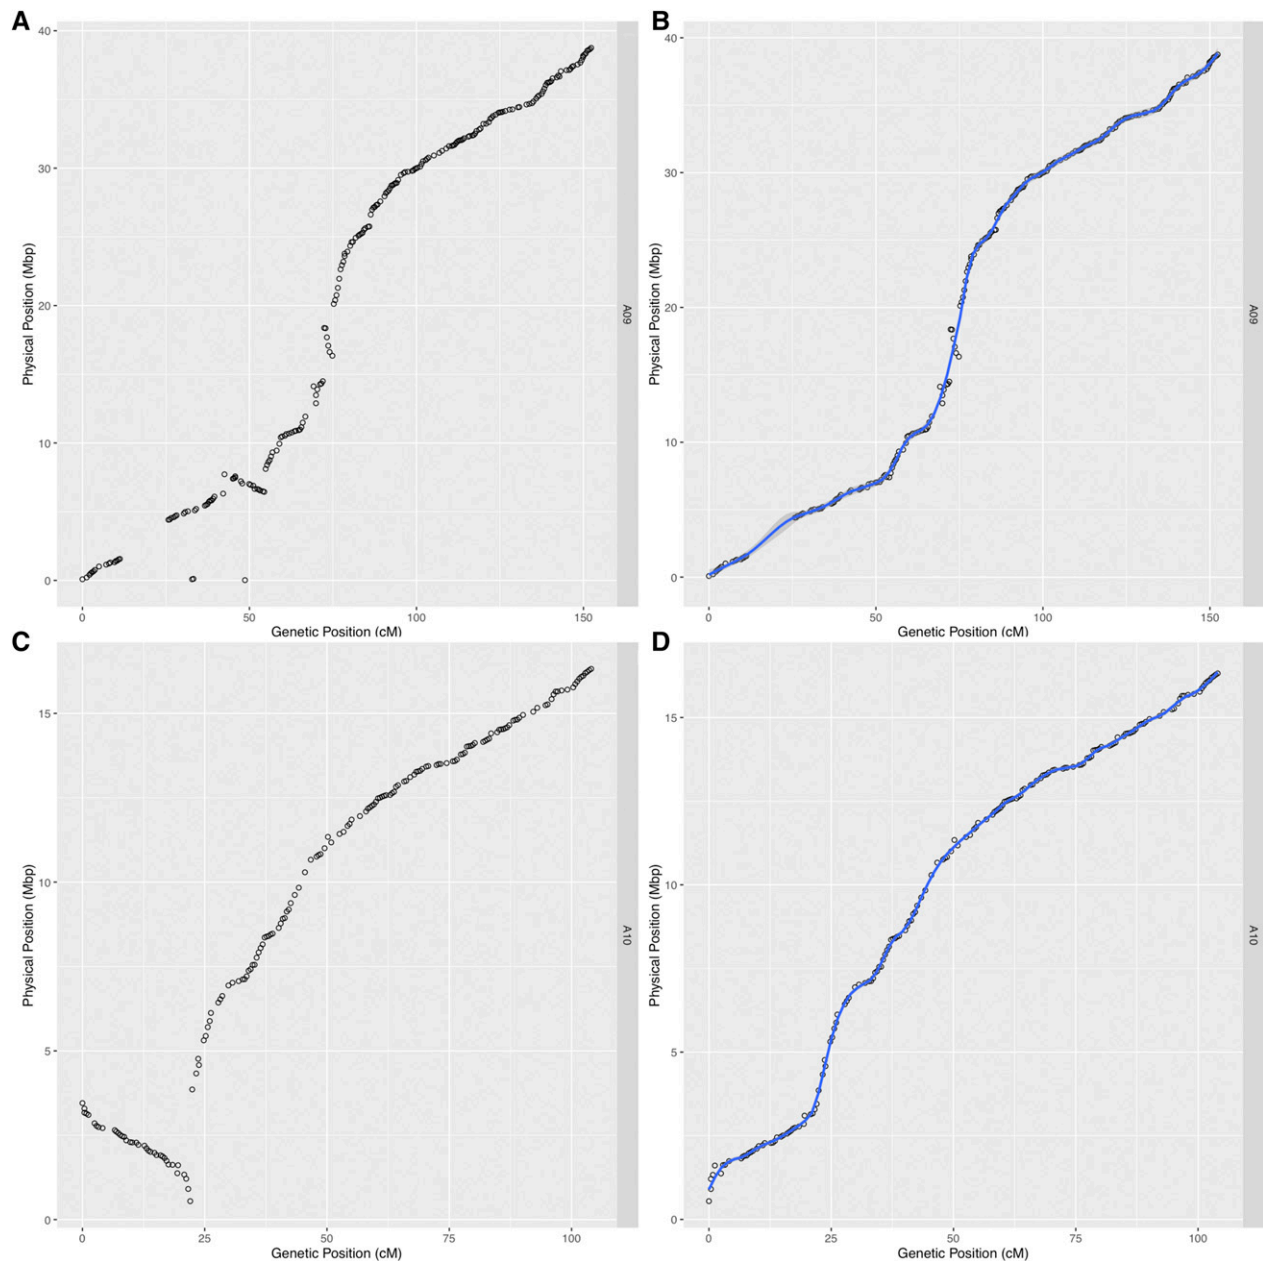 A
40
30
20
10
0
Physical Position (Mbp)
0 50 100 150
Genetic Position (cM)
A09
B
40
30
20
10
0
Physical Position (Mbp)
0 50 100 150
Genetic Position (cM)
A09
C
15
10
5
0
Physical Position (Mbp)
0 25 50 75 100
Genetic Position (cM)
A10
D
15
10
5
0
Physical Position (Mbp)
0 25 50 75 100
Genetic Position (cM)
A10